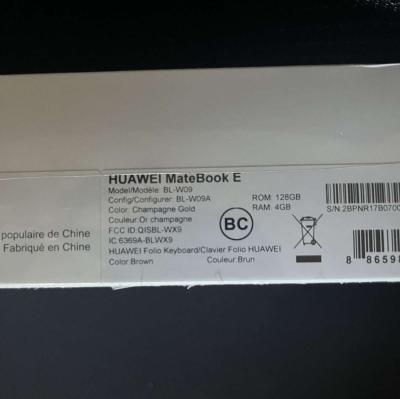 HUAWEI MateBook E
Model/Modèle: BL-W09
Config/Configurer: BL-W09A
Color: Champagne Gold
Couleur:Or champagne
FCC ID:QISBL-WX9
IC:6369A-BLWX9
HUAWEI Folio Keyboard/Clavier Folio HUAWEI
Color:Brown Couleur:Brun
ROM: 128GB
RAM: 4GB
BC
S/N:2BPNR17B0700
8 86598
populaire de Chine
Fabriqué en Chine